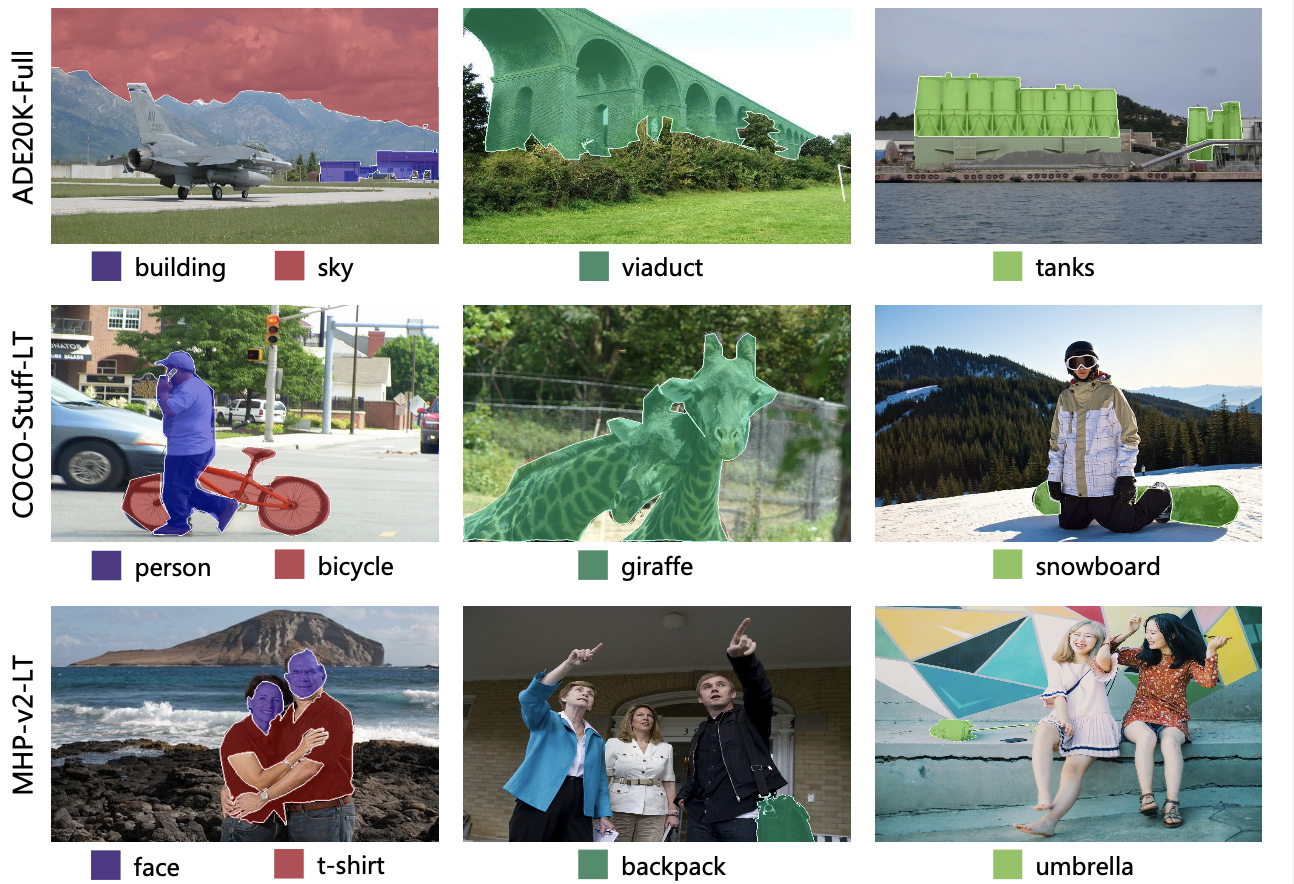 ADE20K-Full
building
sky
viaduct
tanks
COCO-Stuff-LT
person
bicycle
giraffe
snowboard
MHP-v2-LT
face
t-shirt
backpack
umbrella